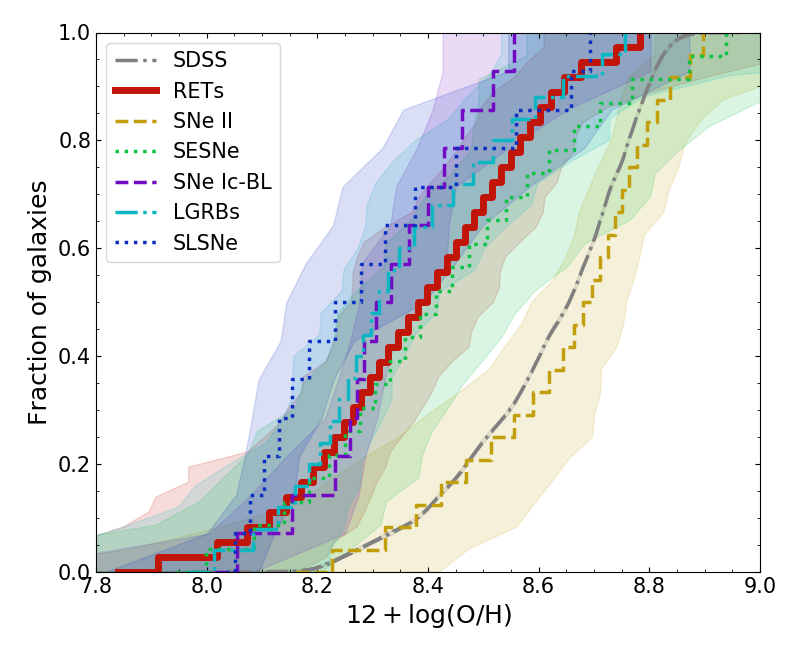 1.0
0.8
0.6
0.4
0.2
0.0
Fraction of galaxies
SDSS
RETs
SNe II
SESNe
SNe Ic-BL
LGRBs
SLSNe
7.8 8.0 8.2 8.4 8.6 8.8 9.0
12 + log(O/H)